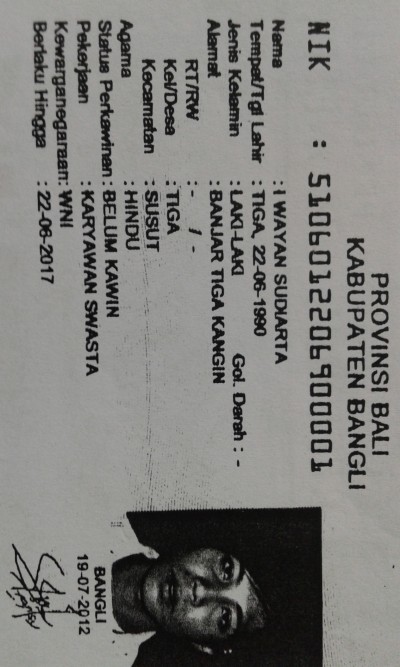 PROVINSI BALI
KABUPATEN BANGLI
NIK : 5106012206900001
Nama : I WAYAN SUDIARTA
Tempat/Tgl Lahir : TIGA, 22-06-1990
Jenis Kelamin : LAKI-LAKI Gol. Darah : -
Alamat : BANJAR TIGA KANGIN
RT/RW : - / -
Kel/Desa : TIGA
Kecamatan : SUSUT
Agama : HINDU
Status Perkawinan : BELUM KAWIN
Pekerjaan : KARYAWAN SWASTA
Kewarganegaraan: WNI
Berlaku Hingga : 22-06-2017
BANGLI
19-07-2012